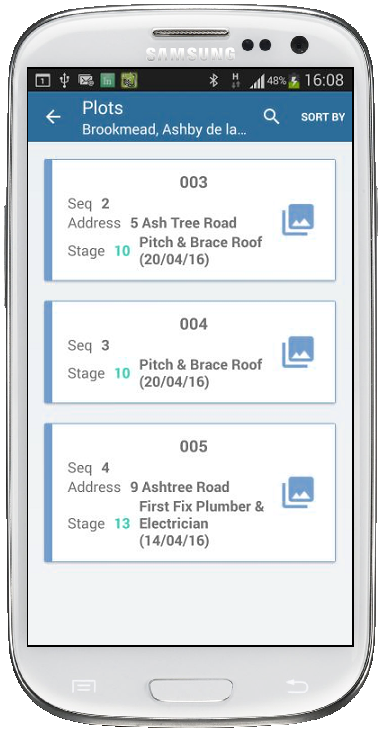 SAMSUNG
1 H 48% 16:08
Plots
Brookmead, Ashby de la...
SORT BY
003
Seq 2
Address 5 Ash Tree Road
Stage 10 Pitch & Brace Roof
(20/04/16)
004
Seq 3
Stage 10 Pitch & Brace Roof
(20/04/16)
005
Seq 4
Address 9 Ashtree Road
Stage 13 First Fix Plumber &
Electrician
(14/04/16)